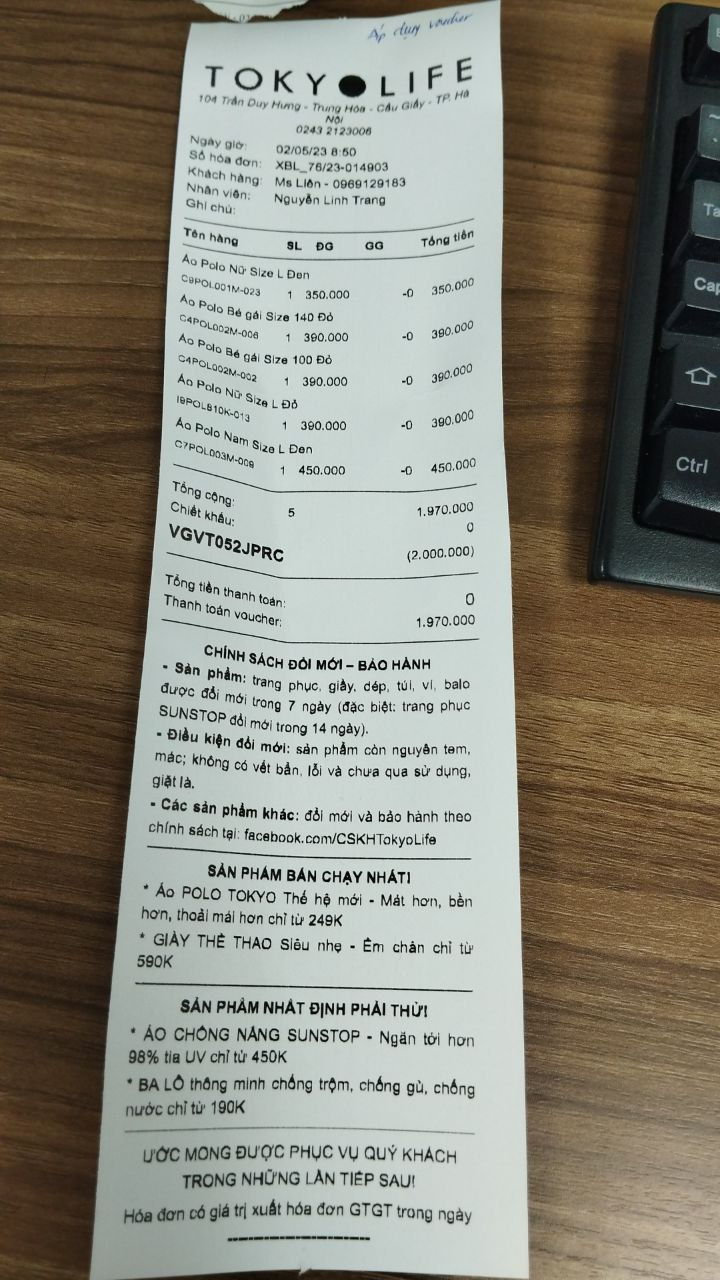 Áp dụng voucher
TOKYOLIFE
104 Trần Duy Hưng - Trung Hòa - Cầu Giấy - TP. Hà
Nội
0243 2123006
Ngày giờ: 02/05/23 8:50
Số hóa đơn: XBL_76/23-014903
Khách hàng: Ms Liên - 0969129183
Nhân viên: Nguyễn Linh Trang
Ghi chú:
Tên hàng SL ĐG GG Tổng tiền
Áo Polo Nữ Size L Đen
C9POL001M-023 1 350.000 -0 350.000
Áo Polo Bé gái Size 140 Đỏ
C4POL002M-006 1 390.000 -0 390.000
Áo Polo Bé gái Size 100 Đỏ
C4POL002M-002 1 390.000 -0 390.000
Áo Polo Nữ Size L Đỏ
I9POL810K-013 1 390.000 -0 390.000
Áo Polo Nam Size L Đen
C7POL003M-009 1 450.000 -0 450.000
Tổng cộng: 5 1.970.000
Chiết khấu: 0
VGVT052JPRC (2.000.000)
Tổng tiền thanh toán: 0
Thanh toán voucher: 1.970.000
CHÍNH SÁCH ĐỔI MỚI – BẢO HÀNH
- Sản phẩm: trang phục, giầy, dép, túi, ví, balo
được đổi mới trong 7 ngày (đặc biệt: trang phục
SUNSTOP đổi mới trong 14 ngày).
- Điều kiện đổi mới: sản phẩm còn nguyên tem,
mác; không có vết bẩn, lỗi và chưa qua sử dụng,
giặt là.
- Các sản phẩm khác: đổi mới và bảo hành theo
chính sách tại: facebook.com/CSKHTokyoLife
SẢN PHẨM BÁN CHẠY NHẤT!
* Áo POLO TOKYO Thế hệ mới - Mát hơn, bền
hơn, thoải mái hơn chỉ từ 249K
* GIÀY THỂ THAO Siêu nhẹ - Êm chân chỉ từ
590K
SẢN PHẨM NHẤT ĐỊNH PHẢI THỬ!
* ÁO CHỐNG NẮNG SUNSTOP - Ngăn tới hơn
98% tia UV chỉ từ 450K
* BA LÔ thông minh chống trộm, chống gù, chống
nước chỉ từ 190K
ƯỚC MONG ĐƯỢC PHỤC VỤ QUÝ KHÁCH
TRONG NHỮNG LẦN TIẾP SAU!
Hóa đơn có giá trị xuất hóa đơn GTGT trong ngày
Cap
Ctrl